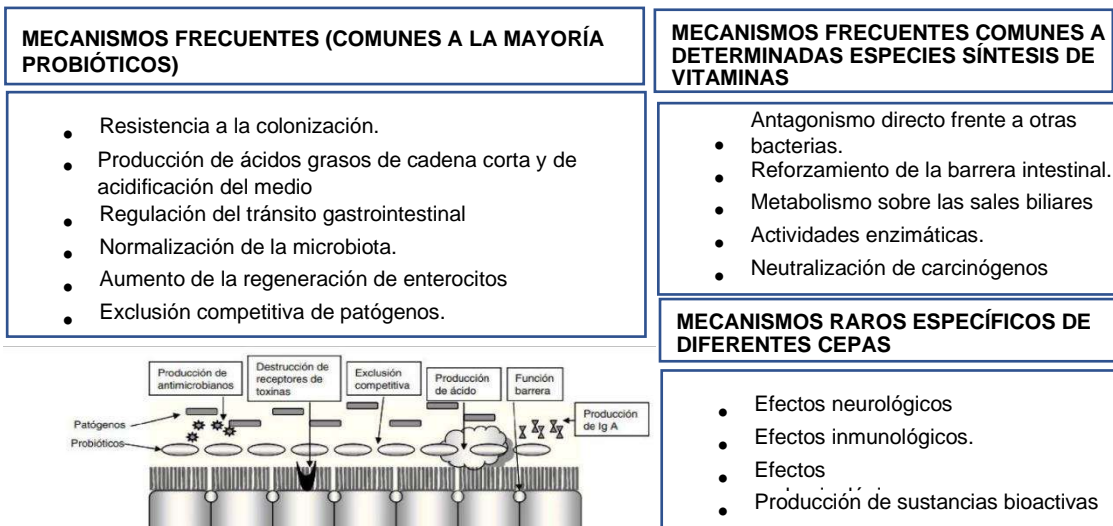 MECANISMOS FRECUENTES (COMUNES A LA MAYORÍA
PROBIÓTICOS)
• Resistencia a la colonización.
• Producción de ácidos grasos de cadena corta y de
acidificación del medio
• Regulación del tránsito gastrointestinal
• Normalización de la microbiota.
• Aumento de la regeneración de enterocitos
• Exclusión competitiva de patógenos.
MECANISMOS FRECUENTES COMUNES A
DETERMINADAS ESPECIES SÍNTESIS DE
VITAMINAS
Antagonismo directo frente a otras
• bacterias.
• Reforzamiento de la barrera intestinal.
• Metabolismo sobre las sales biliares
• Actividades enzimáticas.
• Neutralización de carcinógenos
MECANISMOS RAROS ESPECÍFICOS DE
DIFERENTES CEPAS
• Efectos neurológicos
• Efectos inmunológicos.
• Efectos
• Producción de sustancias bioactivas
Producción de
antimicrobianos
Destrucción de
receptores de
toxinas
Exclusión
competitiva
Producción
de ácido
Función
barrera
Producción
de Ig A
Patógenos
Probióticos